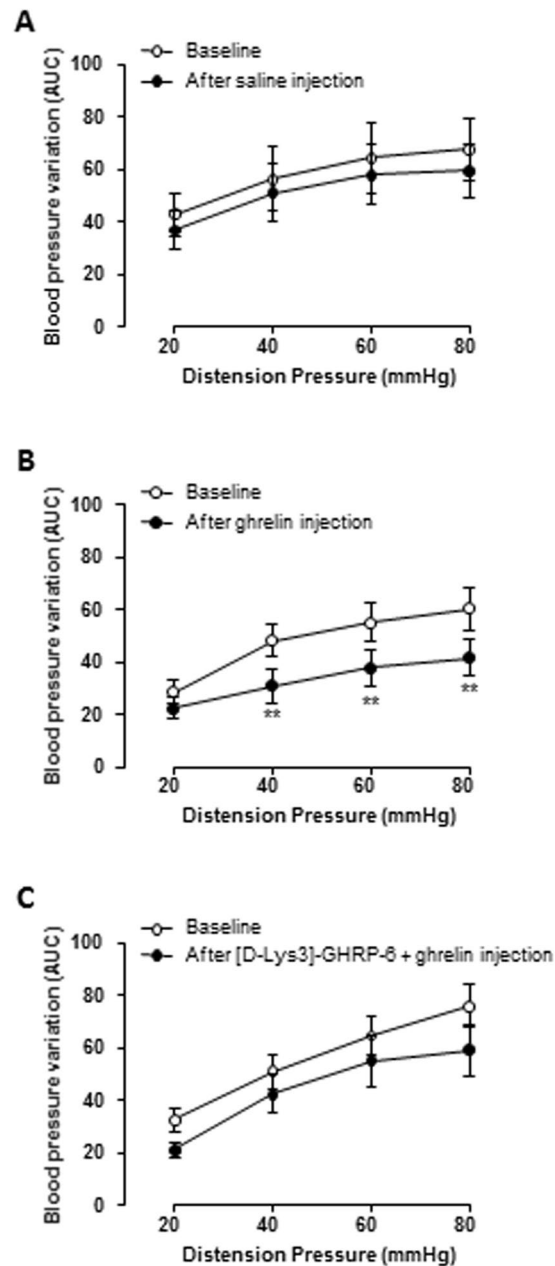 A
Baseline
After saline injection
Blood pressure variation (AUC)
100
80
60
40
20
0
20 40 60 80
Distension Pressure (mmHg)
B
Baseline
After ghrelin injection
Blood pressure variation (AUC)
100
80
60
40
20
0
** ** **
20 40 60 80
Distension Pressure (mmHg)
C
Baseline
After [D-Lys3]-GHRP-6 + ghrelin injection
Blood pressure variation (AUC)
100
80
60
40
20
0
20 40 60 80
Distension Pressure (mmHg)